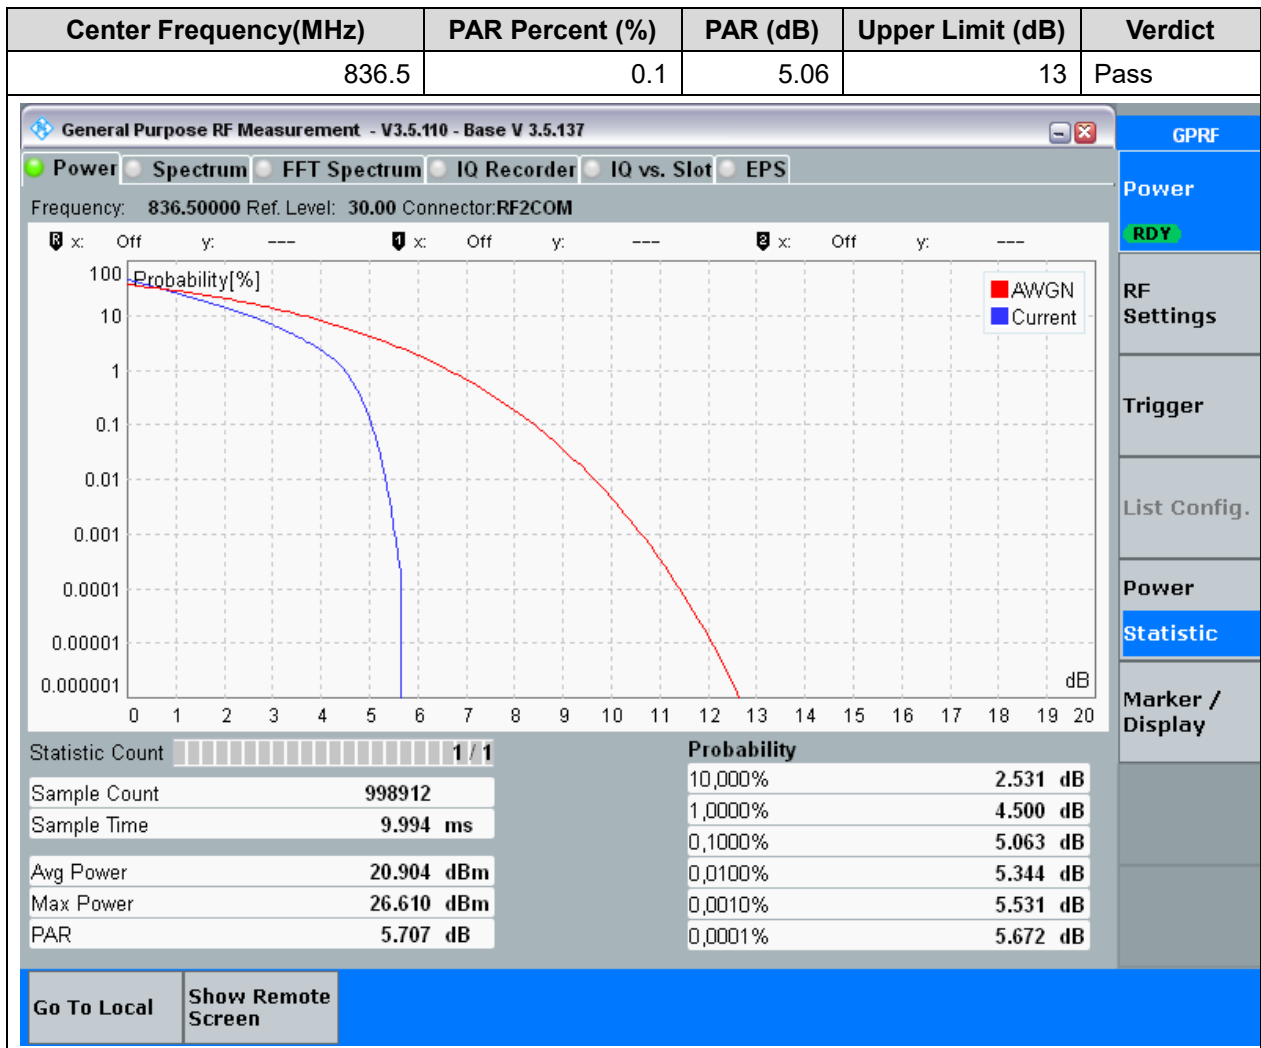 Center Frequency(MHz) PAR Percent (%) PAR (dB) Upper Limit (dB) Verdict
836.5 0.1 5.06 13 Pass
General Purpose RF Measurement - V3.5.110 - Base V 3.5.137
GPRF
Power Spectrum FFT Spectrum IQ Recorder IQ vs. Slot EPS
Power
RDY
Frequency: 836.50000 Ref. Level: 30.00 Connector:RF2COM
R x: Off y: --- 1 x: Off y: --- 2 x: Off y: ---
Probability[%]
AWGN
Current
100
10
1
0.1
0.01
0.001
0.0001
0.00001
0.000001
dB
0 1 2 3 4 5 6 7 8 9 10 11 12 13 14 15 16 17 18 19 20
RF
Settings
Trigger
List Config.
Power
Statistic
Marker /
Display
Statistic Count 1 / 1
Sample Count 998912
Sample Time 9.994 ms
Avg Power 20.904 dBm
Max Power 26.610 dBm
PAR 5.707 dB
Probability
10,000% 2.531 dB
1,0000% 4.500 dB
0,1000% 5.063 dB
0,0100% 5.344 dB
0,0010% 5.531 dB
0,0001% 5.672 dB
Go To Local
Show Remote
Screen